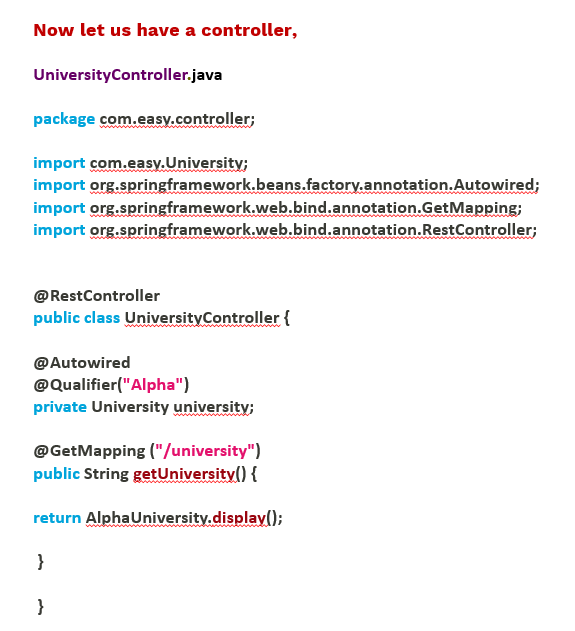 Now let us have a controller,
UniversityController.java
package com.easy.controller;
import com.easy.University;
import org.springframework.beans.factory.annotation.Autowired;
import org.springframework.web.bind.annotation.GetMapping;
import org.springframework.web.bind.annotation.RestController;
@RestController
public class UniversityController {
@Autowired
@Qualifier("Alpha")
private University university;
@GetMapping ("/university")
public String getUniversity() {
return AlphaUniversity.display();
}
}